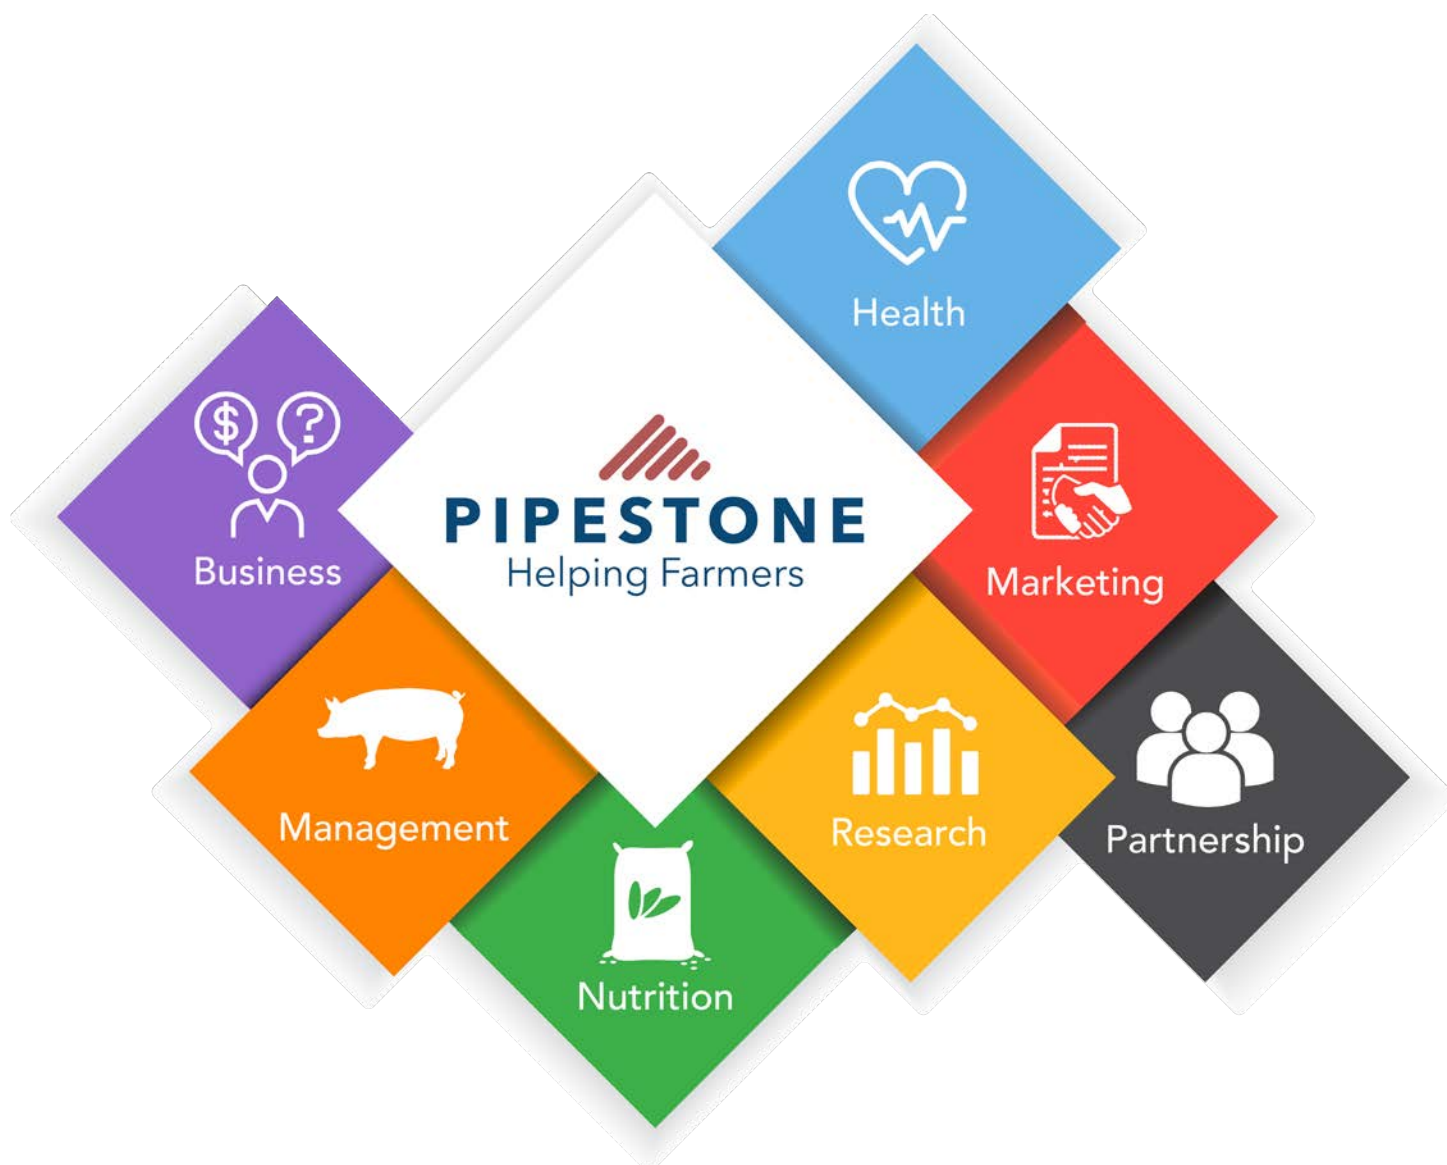 Health
$ ?
Business
PIPESTONE
Helping Farmers
Marketing
Management
Research
Partnership
Nutrition